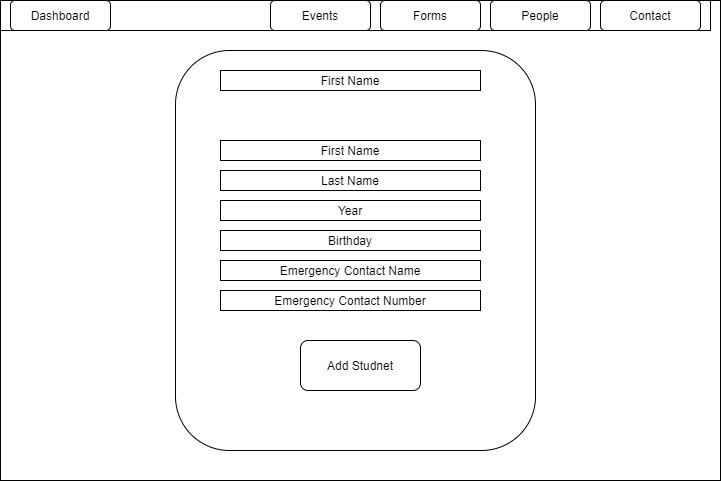 Dashboard
Events
Forms
People
Contact
First Name
First Name
Last Name
Year
Birthday
Emergency Contact Name
Emergency Contact Number
Add Studnet